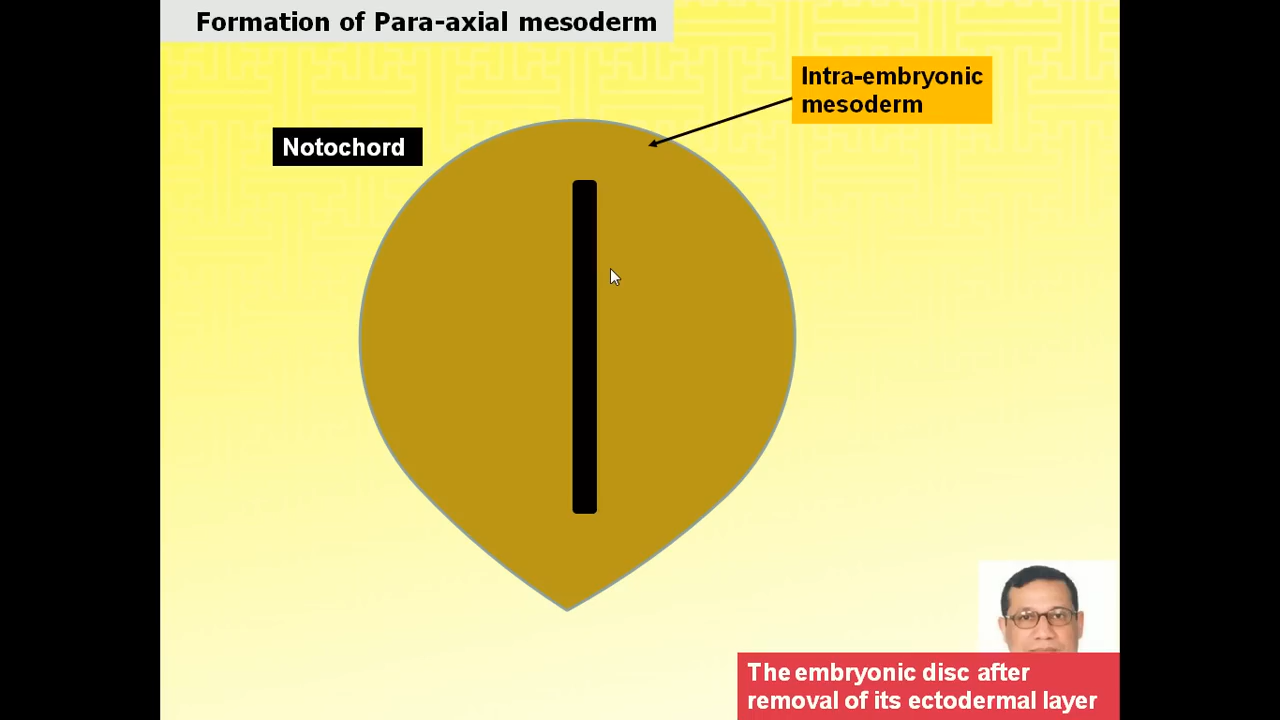 Formation of Para-axial mesoderm
Intra-embryonic
mesoderm
Notochord
The embryonic disc after
removal of its ectodermal layer